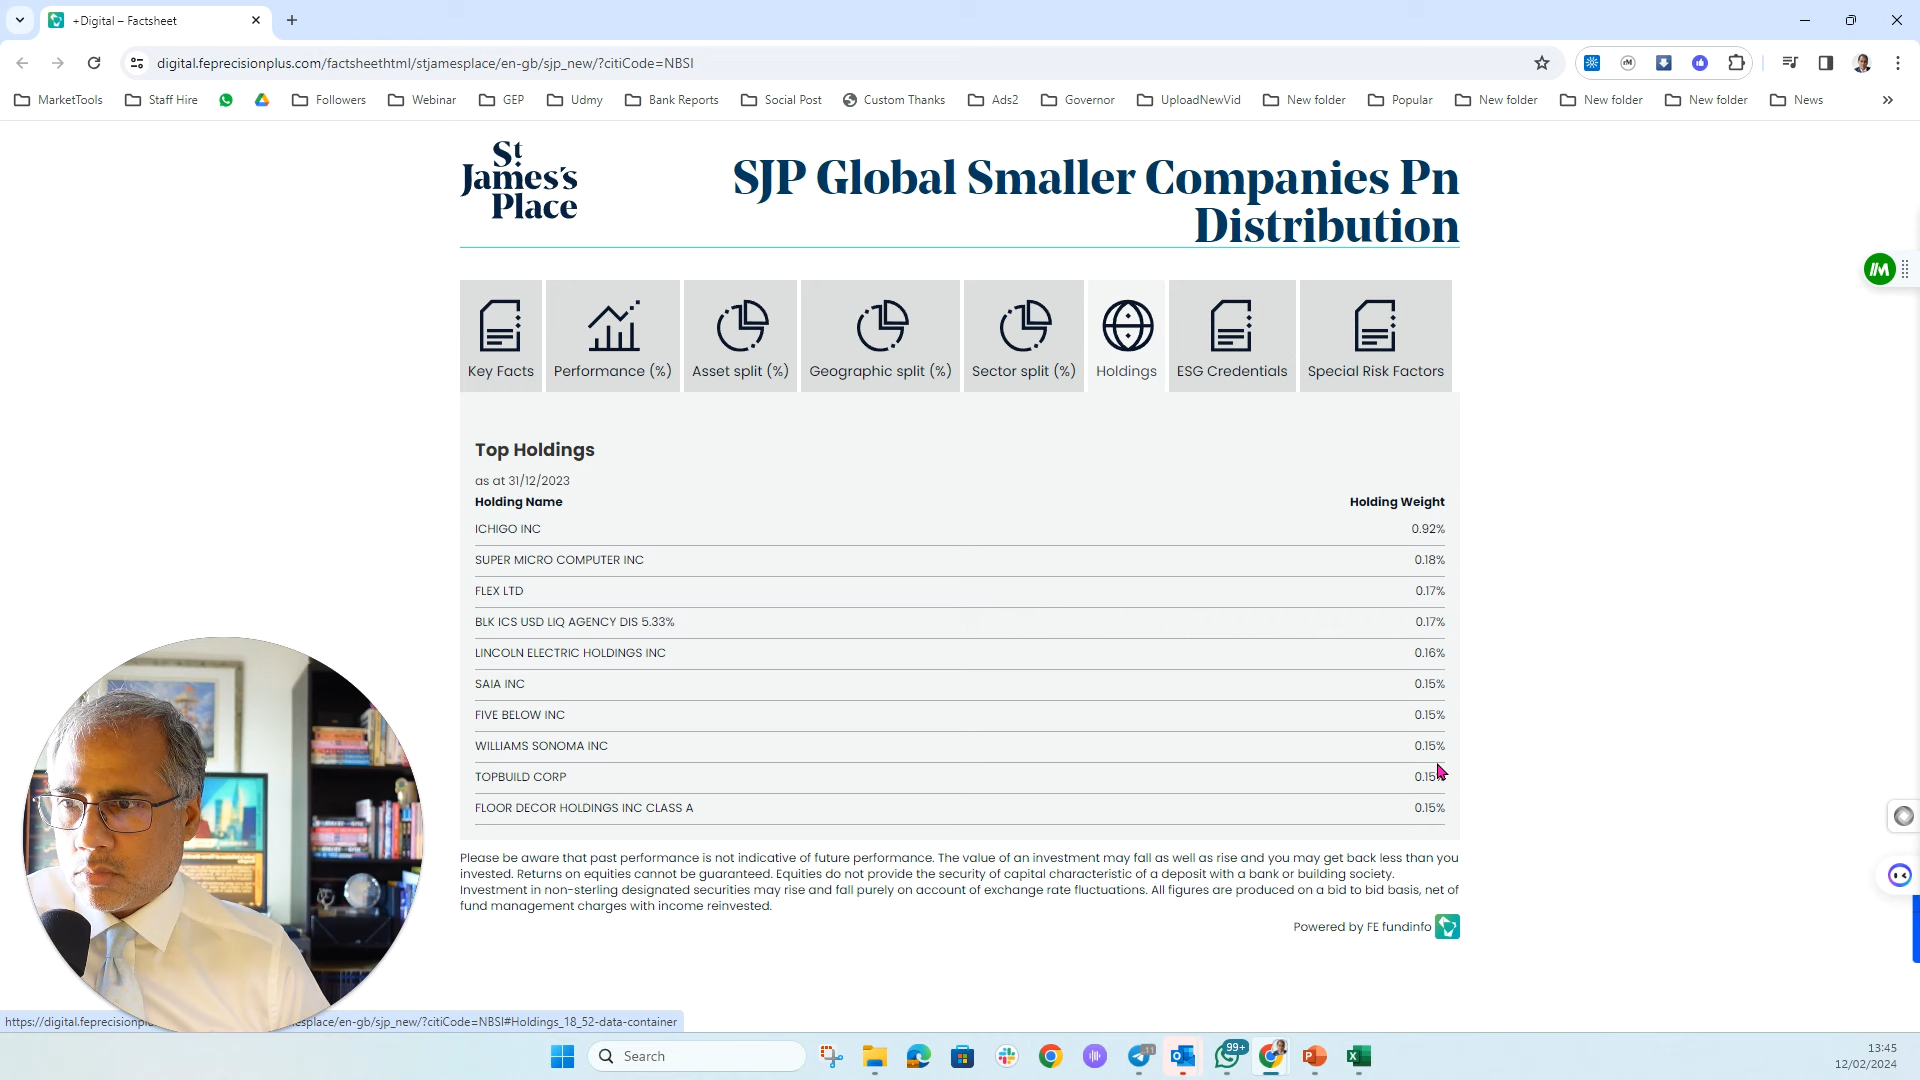 +Digital – Factsheet
digital.feprecisionplus.com/factsheethtml/stjamesplace/en-gb/sjp_new/?citiCode=NBSI
MarketTools
Staff Hire
Followers
Webinar
GEP
Udmy
Bank Reports
Social Post
Custom Thanks
Ads2
Governor
UploadNewVid
New folder
Popular
New folder
New folder
New folder
News
St
James's
Place
SJP Global Smaller Companies Pn
Distribution
Key Facts
Performance (%)
Asset split (%)
Geographic split (%)
Sector split (%)
Holdings
ESG Credentials
Special Risk Factors
Top Holdings
as at 31/12/2023
Holding Name Holding Weight
ICHIGO INC 0.92%
SUPER MICRO COMPUTER INC 0.18%
FLEX LTD 0.17%
BLK ICS USD LIQ AGENCY DIS 5.33% 0.17%
LINCOLN ELECTRIC HOLDINGS INC 0.16%
SAIA INC 0.15%
FIVE BELOW INC 0.15%
WILLIAMS SONOMA INC 0.15%
TOPBUILD CORP 0.15%
FLOOR DECOR HOLDINGS INC CLASS A 0.15%
Please be aware that past performance is not indicative of future performance. The value of an investment may fall as well as rise and you may get back less than you
invested. Returns on equities cannot be guaranteed. Equities do not provide the security of capital characteristic of a deposit with a bank or building society.
Investment in non-sterling designated securities may rise and fall purely on account of exchange rate fluctuations. All figures are produced on a bid to bid basis, net of
fund management charges with income reinvested.
Powered by FE fundinfo
https://digital.feprecisionpl esplace/en-gb/sjp_new/?citiCode=NBSI#Holdings_18_52-data-container
Search
11
99+
13:45
12/02/2024